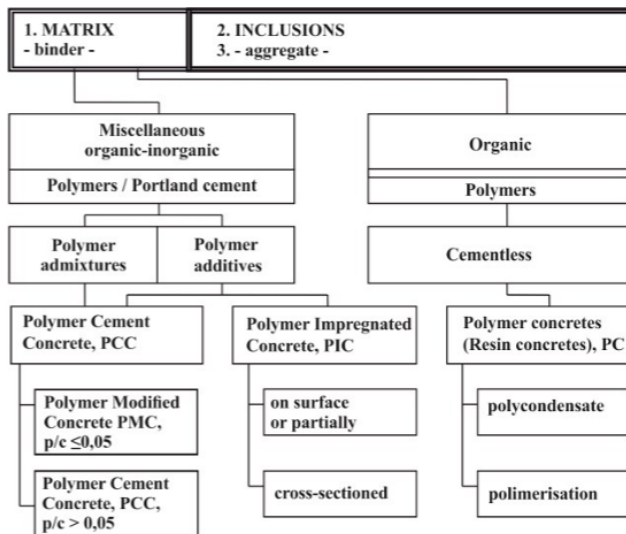 1. MATRIX
- binder -
2. INCLUSIONS
3. - aggregate -
Miscellaneous
organic-inorganic
Polymers / Portland cement
Organic
Polymers
Polymer
admixtures
Polymer
additives
Cementless
Polymer Cement
Concrete, PCC
Polymer Impregnated
Concrete, PIC
Polymer concretes
(Resin concretes), PC
Polymer Modified
Concrete PMC,
p/c ≤0,05
on surface
or partially
polycondensate
Polymer Cement
Concrete, PCC,
p/c > 0,05
cross-sectioned
polimerisation